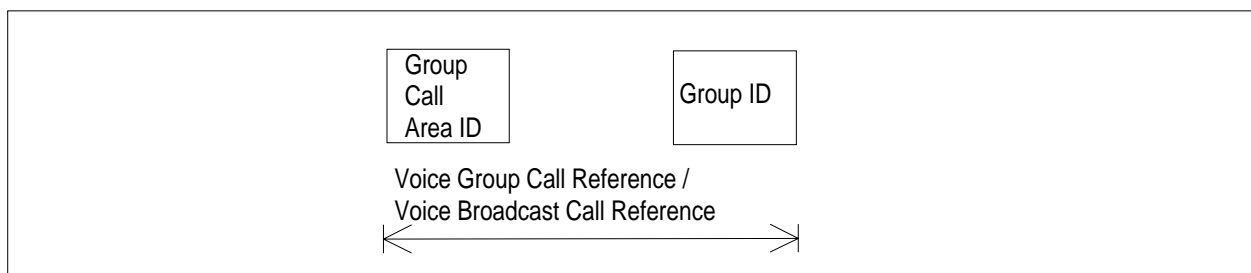 Group
Call
Area ID
Group ID
Voice Group Call Reference /
Voice Broadcast Call Reference